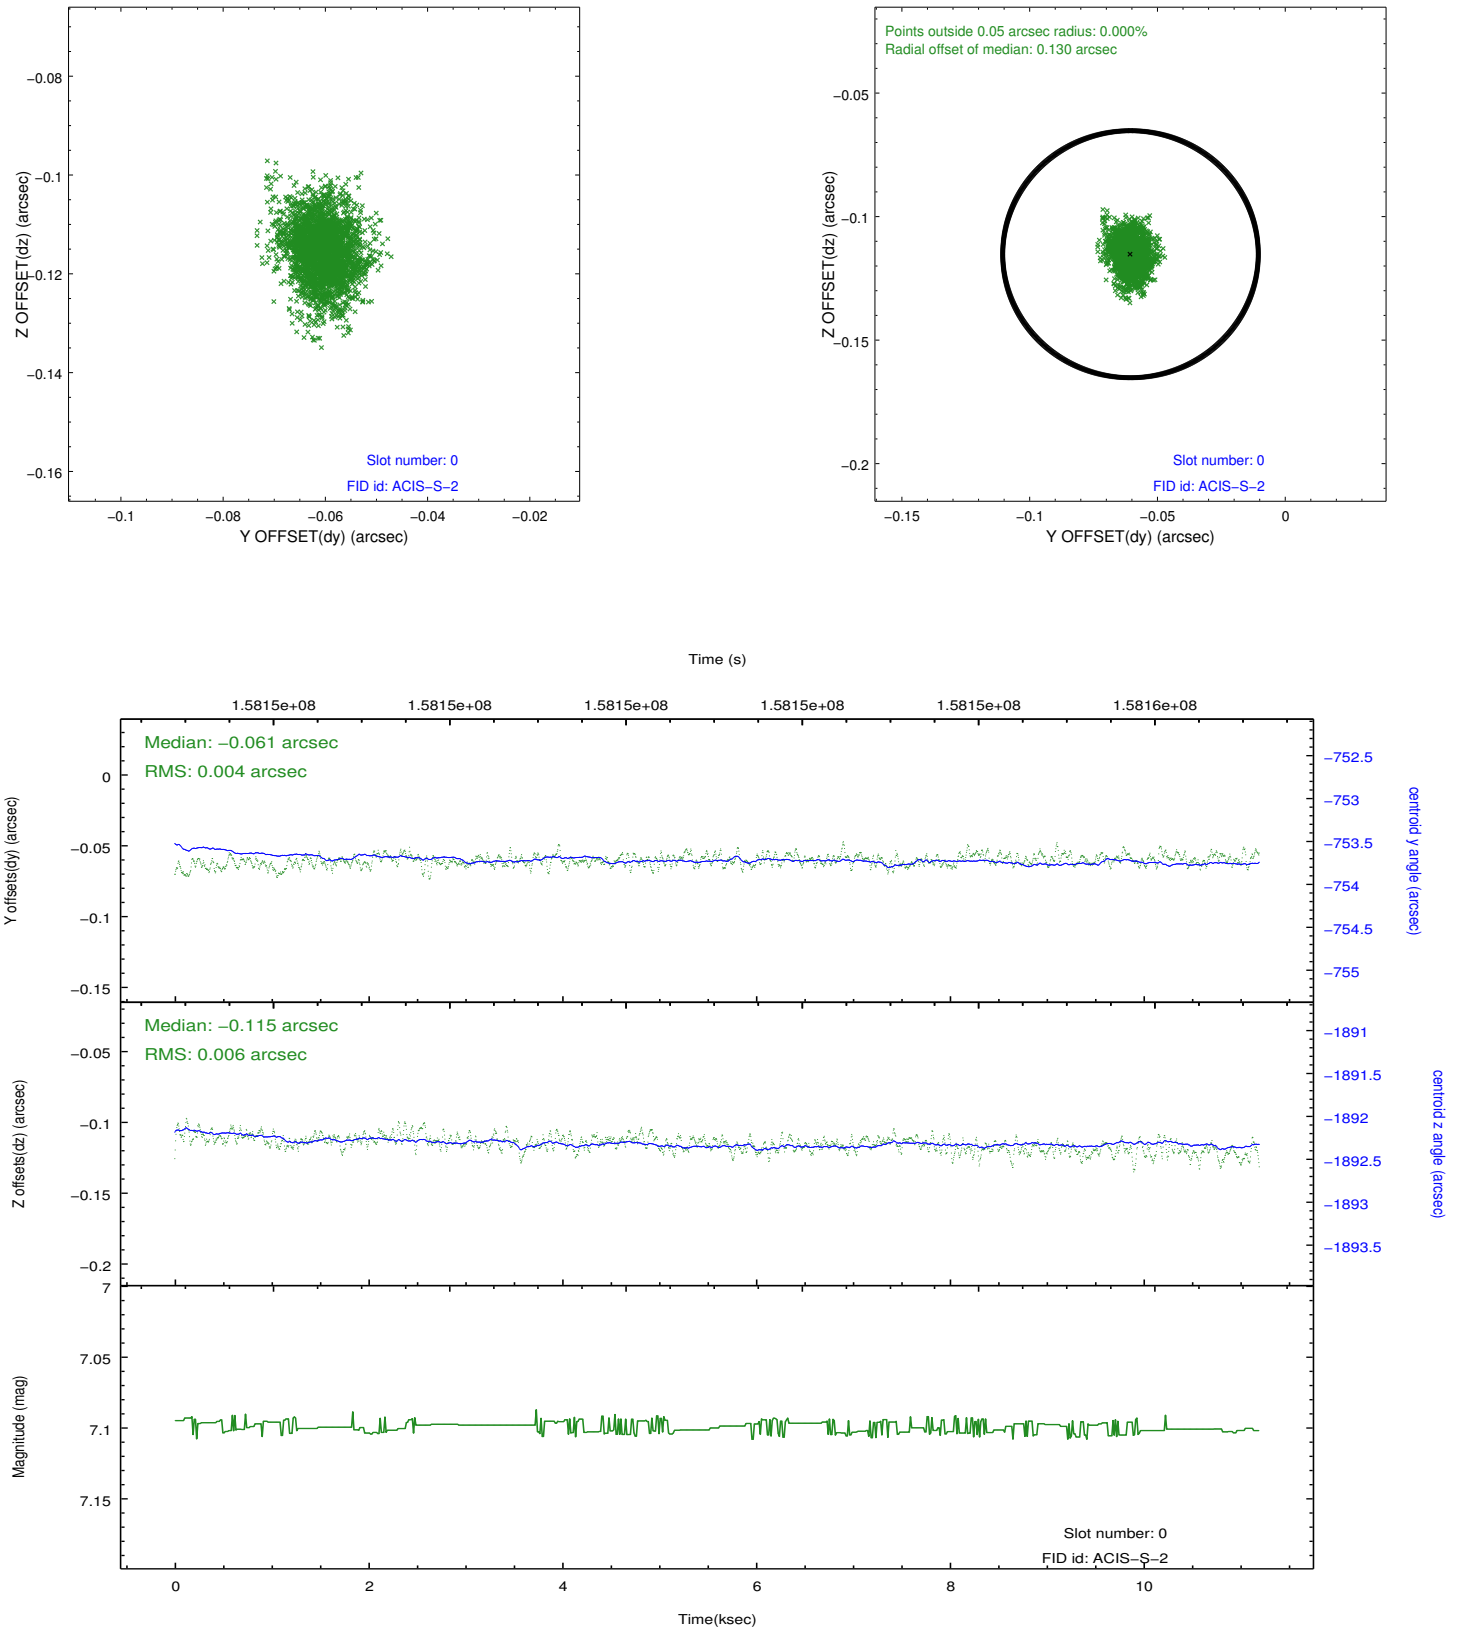 −0.08
−0.1
−0.12
−0.14
−0.16
Z OFFSET(dz) (arcsec)
Slot number: 0
FID id: ACIS−S−2
−0.1
−0.08
−0.06
−0.04
−0.02
Y OFFSET(dy) (arcsec)
Points outside 0.05 arcsec radius: 0.000%
Radial offset of median: 0.130 arcsec
−0.05
−0.1
−0.15
−0.2
Z OFFSET(dz) (arcsec)
Slot number: 0
FID id: ACIS−S−2
−0.15
−0.1
−0.05
0
Y OFFSET(dy) (arcsec)
Time (s)
1.5815e+08
1.5815e+08
1.5815e+08
1.5815e+08
1.5815e+08
1.5816e+08
Median: −0.061 arcsec
RMS: 0.004 arcsec
0
−0.05
−0.1
−0.15
Y offsets(dy) (arcsec)
−752.5
−753
−753.5
−754
−754.5
−755
centroid y angle (arcsec)
Median: −0.115 arcsec
RMS: 0.006 arcsec
−0.05
−0.1
−0.15
−0.2
Z offsets(dz) (arcsec)
−1891
−1891.5
−1892
−1892.5
−1893
−1893.5
centroid z angle (arcsec)
7
7.05
7.1
7.15
Magnitude (mag)
Slot number: 0
FID id: ACIS−S−2
0
2
4
6
8
10
Time(ksec)